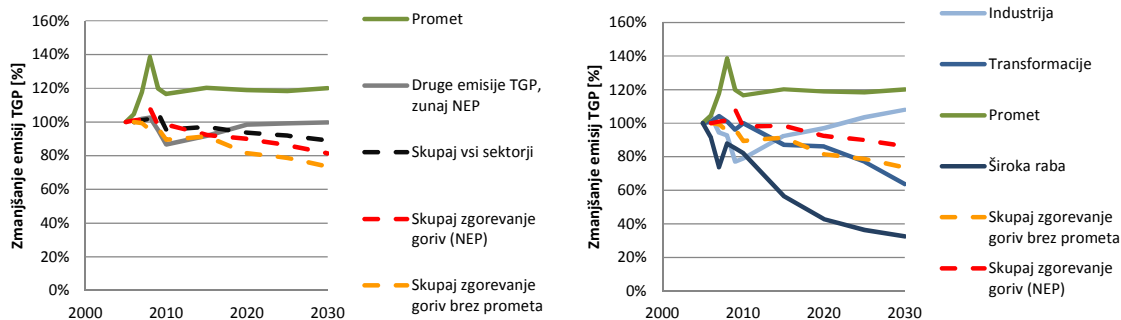 Zmanjšanje emisij TGP [%]
160%
140%
120%
100%
80%
60%
40%
20%
0%
2000
2010
2020
2030
Promet
Druge emisije TGP,
zunaj NEP
Skupaj vsi sektorji
Skupaj zgorevanje
goriv (NEP)
Skupaj zgorevanje
goriv brez prometa
Zmanjšanje emisj TGP [%]
160%
140%
120%
100%
80%
60%
40%
20%
0%
2000
2010
2020
2030
Industrija
Transformacije
Promet
Široka raba
Skupaj zgorevanje
goriv brez prometa
Skupaj zgorevanje
goriv (NEP)